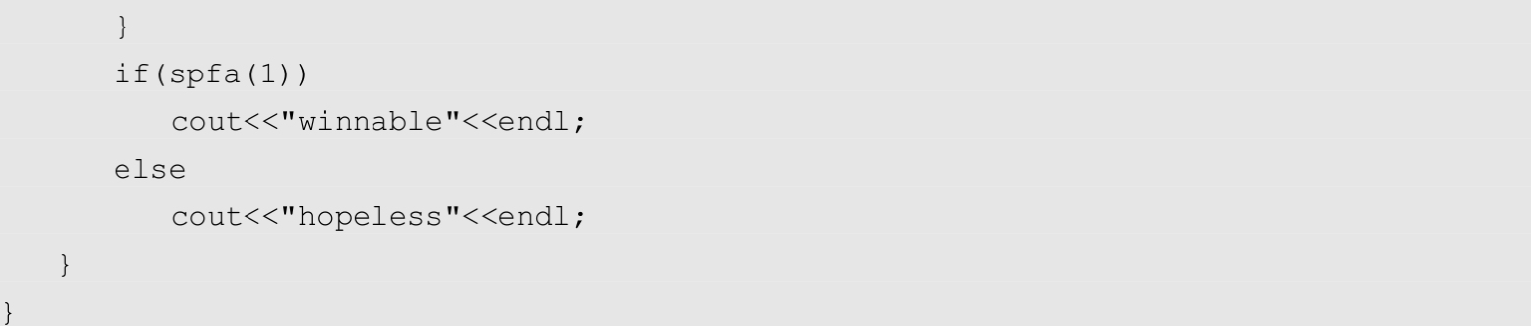 }
        if(spfa(1))
            cout<<"winnable"<<endl;
        else
            cout<<"hopeless"<<endl;
    }
}